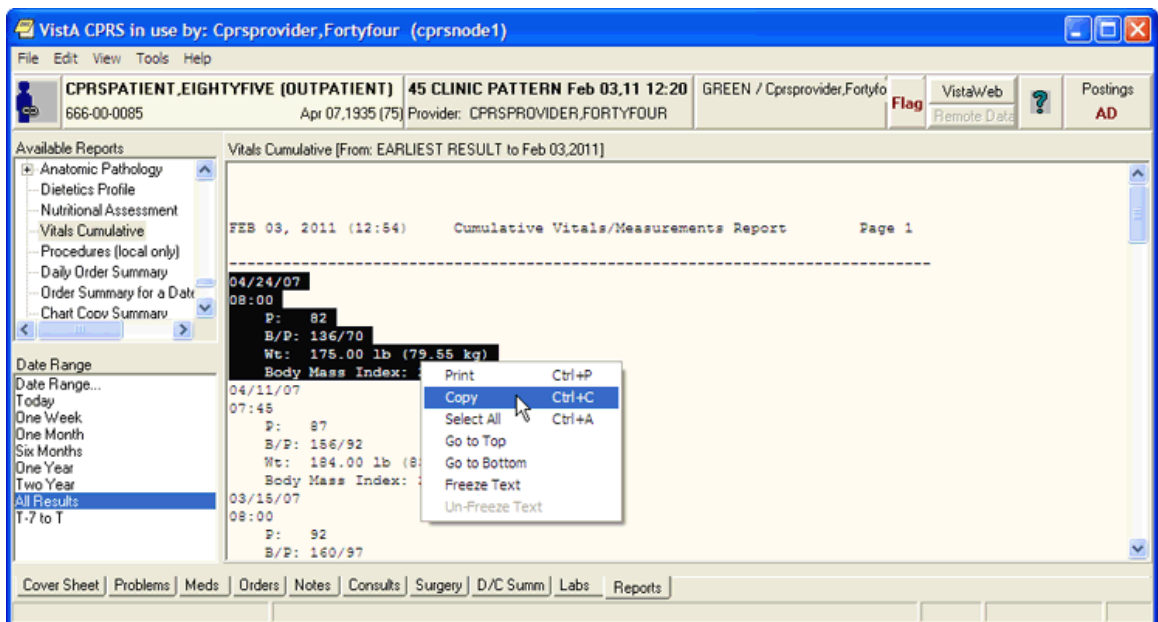 VistA CPRS in use by: Cprsprovider,Fortyfour (cprsnode1)
File Edit View Tools Help
CPRSPATIENT,EIGHTYFIVE (OUTPATIENT)
666-00-0085 Apr 07,1935 (75)
45 CLINIC PATTERN Feb 03,11 12:20
Provider: CPRSPROVIDER,FORTYFOUR
GREEN / Cprsprovider,Fortyfo
Flag
VistaWeb
Remote Data
?
Postings
AD
Available Reports
Anatomic Pathology
Dietetics Profile
Nutritional Assessment
Vitals Cumulative
Procedures (local only)
Daily Order Summary
Order Summary for a Date
Chart Copy Summary
Date Range
Date Range...
Today
One Week
One Month
Six Months
One Year
Two Year
All Results
T-7 to T
Vitals Cumulative [From: EARLIEST RESULT to Feb 03,2011]
FEB 03, 2011 (12:54) Cumulative Vitals/Measurements Report Page 1
--------------------------------------------------------------------------------
04/24/07
08:00
P: 82
B/P: 136/70
Wt: 175.00 lb (79.55 kg)
Body Mass Index:
04/11/07
07:45
P: 87
B/P: 156/92
Wt: 184.00 lb (8
Body Mass Index:
03/15/07
08:00
P: 92
B/P: 160/97
Print Ctrl+P
Copy Ctrl+C
Select All Ctrl+A
Go to Top
Go to Bottom
Freeze Text
Un-Freeze Text
Cover Sheet Problems Meds Orders Notes Consults Surgery D/C Summ Labs Reports